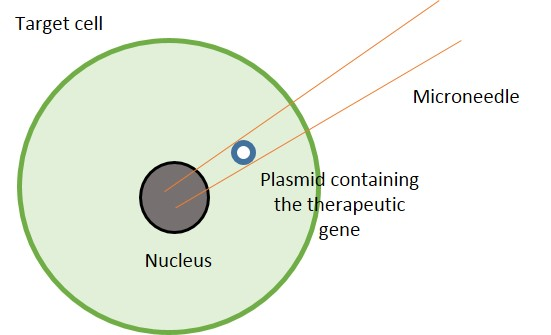 Target cell
Microneedle
Plasmid containing
the therapeutic
gene
Nucleus